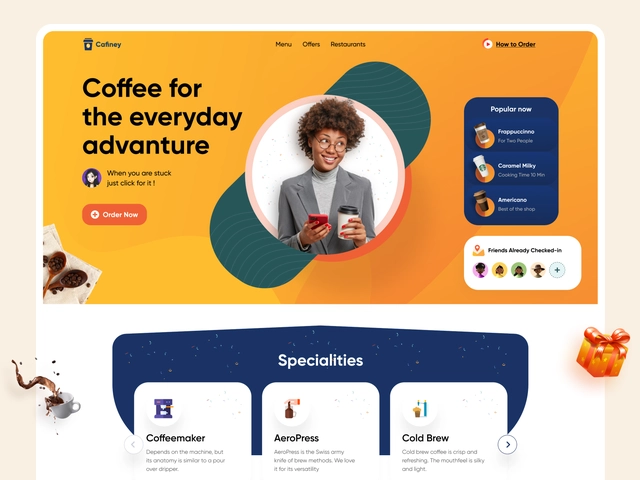 Cafiney
Menu
Offers
Restaurants
How to Order
Coffee for
the everyday
advanture
When you are stuck
just click for it !
Order Now
Popular now
Frappuccinno
For Two People
Caramel Milky
Cooking Time 10 Min
Americano
Best of the shop
Friends Already Checked-in
Specialities
Coffeemaker
Depends on the machine, but
its anatomy is similar to a pour
over dripper.
AeroPress
AeroPress is the Swiss army
knife of brew methods. We love
it for its versatility
Cold Brew
Cold brew coffee is crisp and
refreshing. The mouthfeel is silky
and light.